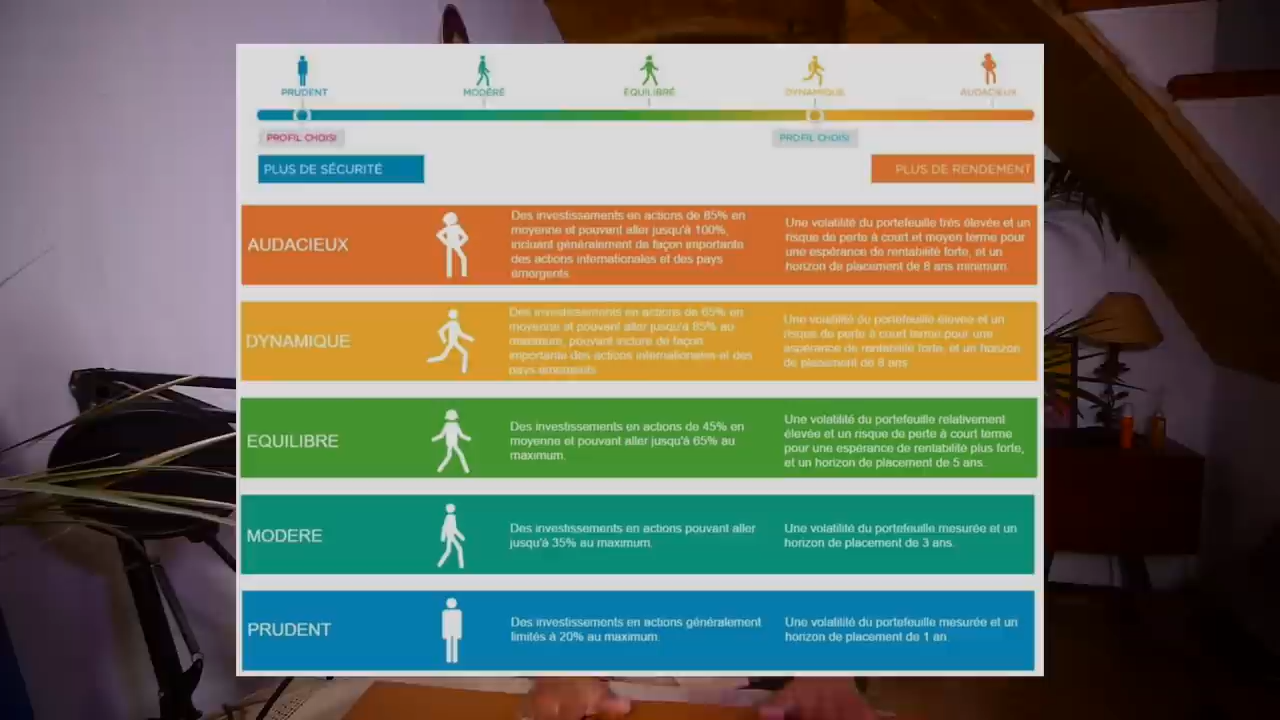 PRUDENT
MODÉRÉ
ÉQUILIBRÉ
DYNAMIQUE
AUDACIEUX
PROFIL CHOISI
PROFIL CHOISI
PLUS DE SÉCURITÉ
PLUS DE RENDEMENT
AUDACIEUX
Des investissements en actions de 85% en
moyenne et pouvant aller jusqu'à 100%,
incluant généralement de façon importante
des actions internationales et des pays
émergents.
Une volatilité du portefeuille très élevée et un
risque de perte à court et moyen terme pour
une espérance de rentabilité forte, et un
horizon de placement de 8 ans minimum.
DYNAMIQUE
Des investissements en actions de 65% en
moyenne et pouvant aller jusqu'à 85% au
maximum, pouvant inclure de façon
importante des actions internationales et des
pays émergents.
Une volatilité du portefeuille élevée et un
risque de perte à court terme pour une
espérance de rentabilité forte, et un horizon
de placement de 8 ans.
EQUILIBRE
Des investissements en actions de 45% en
moyenne et pouvant aller jusqu'à 65% au
maximum.
Une volatilité du portefeuille relativement
élevée et un risque de perte à court terme
pour une espérance de rentabilité plus forte,
et un horizon de placement de 5 ans.
MODERE
Des investissements en actions pouvant aller
jusqu'à 35% au maximum.
Une volatilité du portefeuille mesurée et un
horizon de placement de 3 ans.
PRUDENT
Des investissements en actions généralement
limités à 20% au maximum.
Une volatilité du portefeuille mesurée et un
horizon de placement de 1 an.